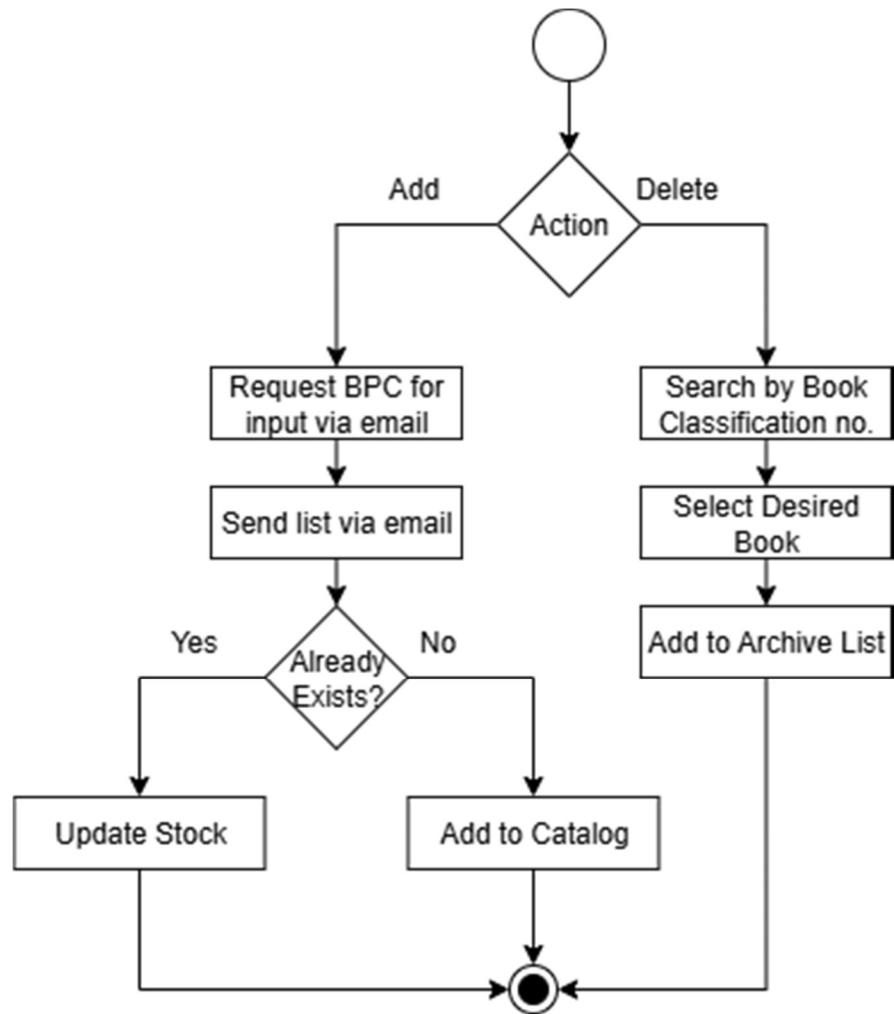 Add
Delete
Action
Request BPC for
input via email
Search by Book
Classification no.
Send list via email
Select Desired
Book
Yes
No
Already
Exists?
Add to Archive List
Update Stock
Add to Catalog